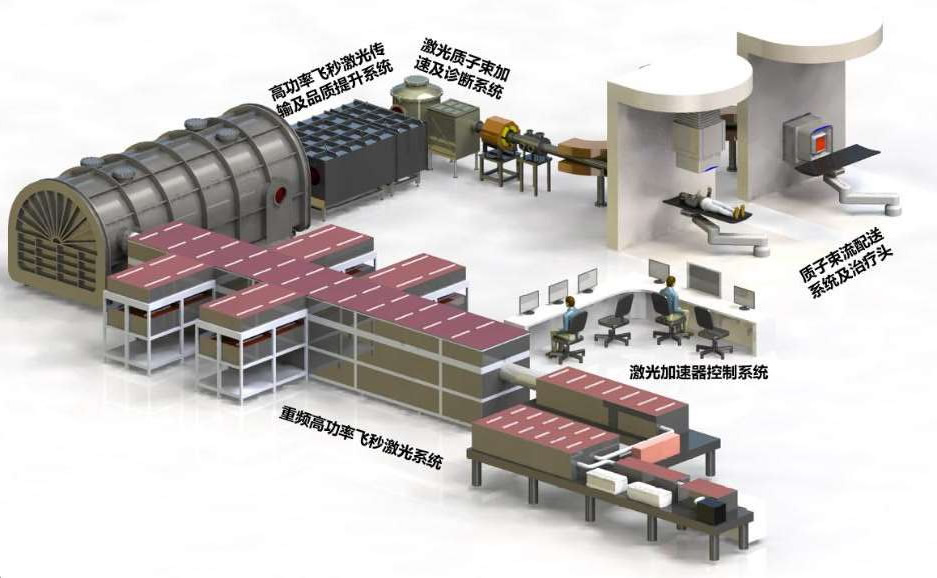 高功率飞秒激光传
输及品质提升系统
激光质子束加
速及诊断系统
质子束流配送
系统及治疗头
激光加速器控制系统
重频高功率飞秒激光系统